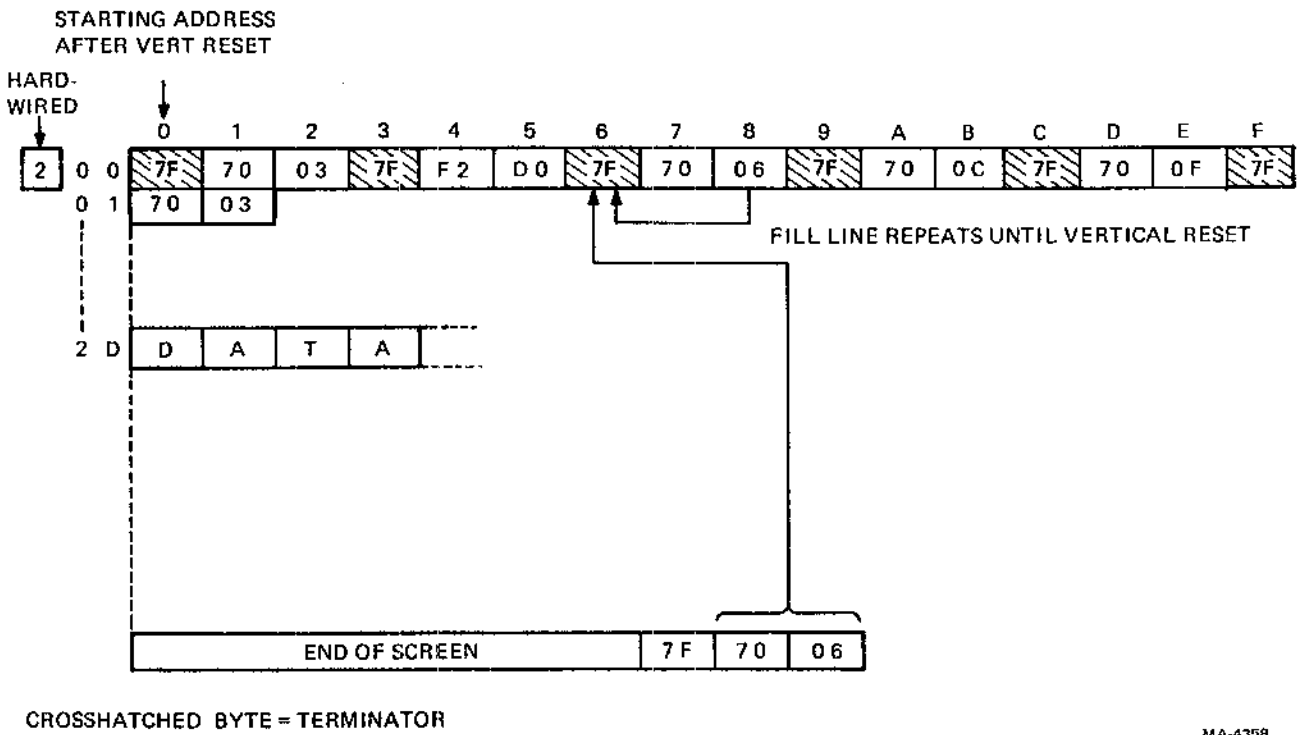 STARTING ADDRESS
AFTER VERT RESET
HARD-
WIRED
0 1 2 3 4 5 6 7 8 9 A B C D E F
2 0 0 7F 70 03 7F F2 D0 7F 70 06 7F 70 0C 7F 70 0F 7F
0 1 70 03
FILL LINE REPEATS UNTIL VERTICAL RESET
2 D D A T A
END OF SCREEN 7F 70 06
CROSSHATCHED BYTE = TERMINATOR
MA-4358